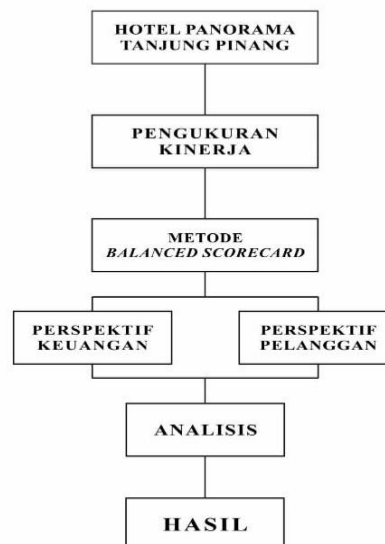 HOTEL PANORAMA
TANJUNG PINANG
PENGUKURAN
KINERJA
METODE
BALANCED SCORECARD
PERSPEKTIF
KEUANGAN
PERSPEKTIF
PELANGGAN
ANALISIS
HASIL